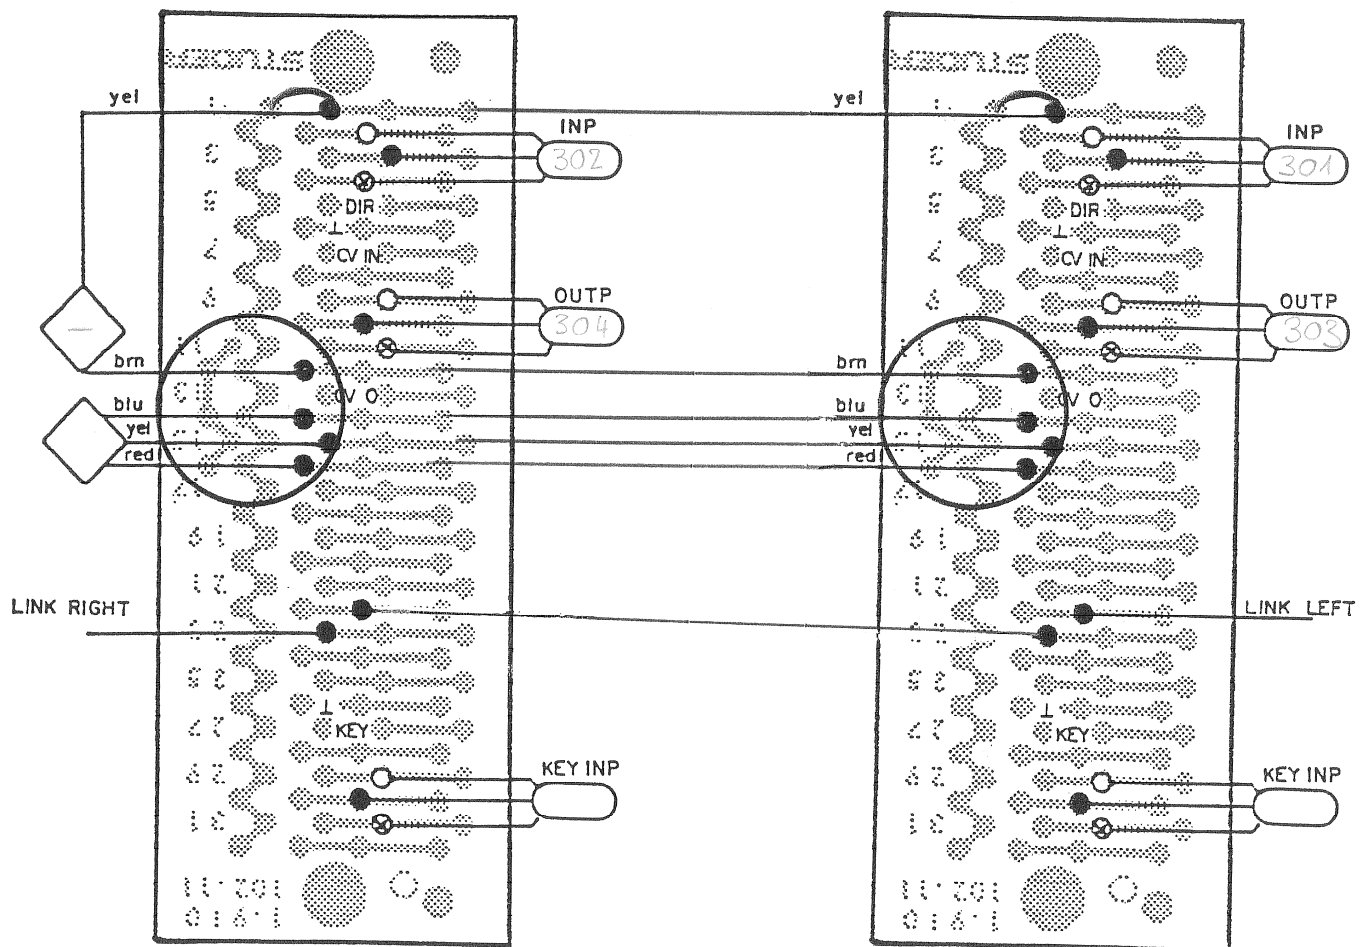 yel
yel
INP
302
INP
301
DIR
DIR
⊥
⊥
CV IN
CV IN
OUTP
304
OUTP
303
brn
brn
CV O
CV O
blu
blu
yel
yel
red
red
LINK RIGHT
LINK LEFT
⊥
⊥
KEY
KEY
KEY INP
KEY INP